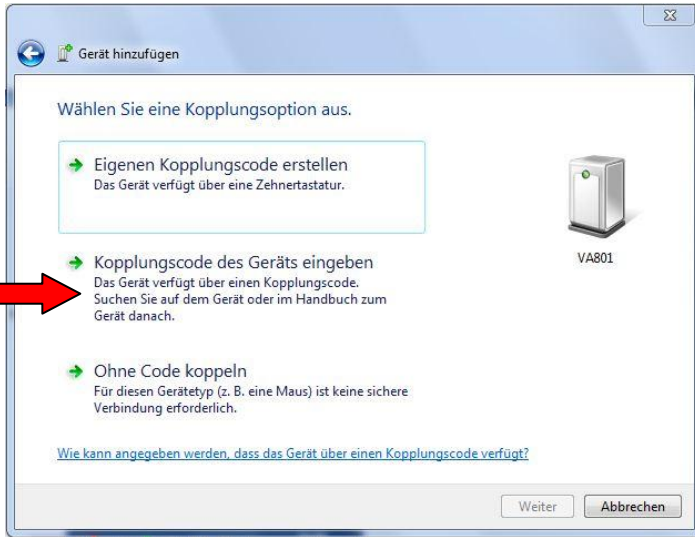 Gerät hinzufügen
Wählen Sie eine Kopplungsoption aus.
Eigenen Kopplungscode erstellen
Das Gerät verfügt über eine Zehnertastatur.
Kopplungscode des Geräts eingeben
Das Gerät verfügt über einen Kopplungscode.
Suchen Sie auf dem Gerät oder im Handbuch zum
Gerät danach.
VA801
Ohne Code koppeln
Für diesen Gerätetyp (z. B. eine Maus) ist keine sichere
Verbindung erforderlich.
Wie kann angegeben werden, dass das Gerät über einen Kopplungscode verfügt?
Weiter
Abbrechen